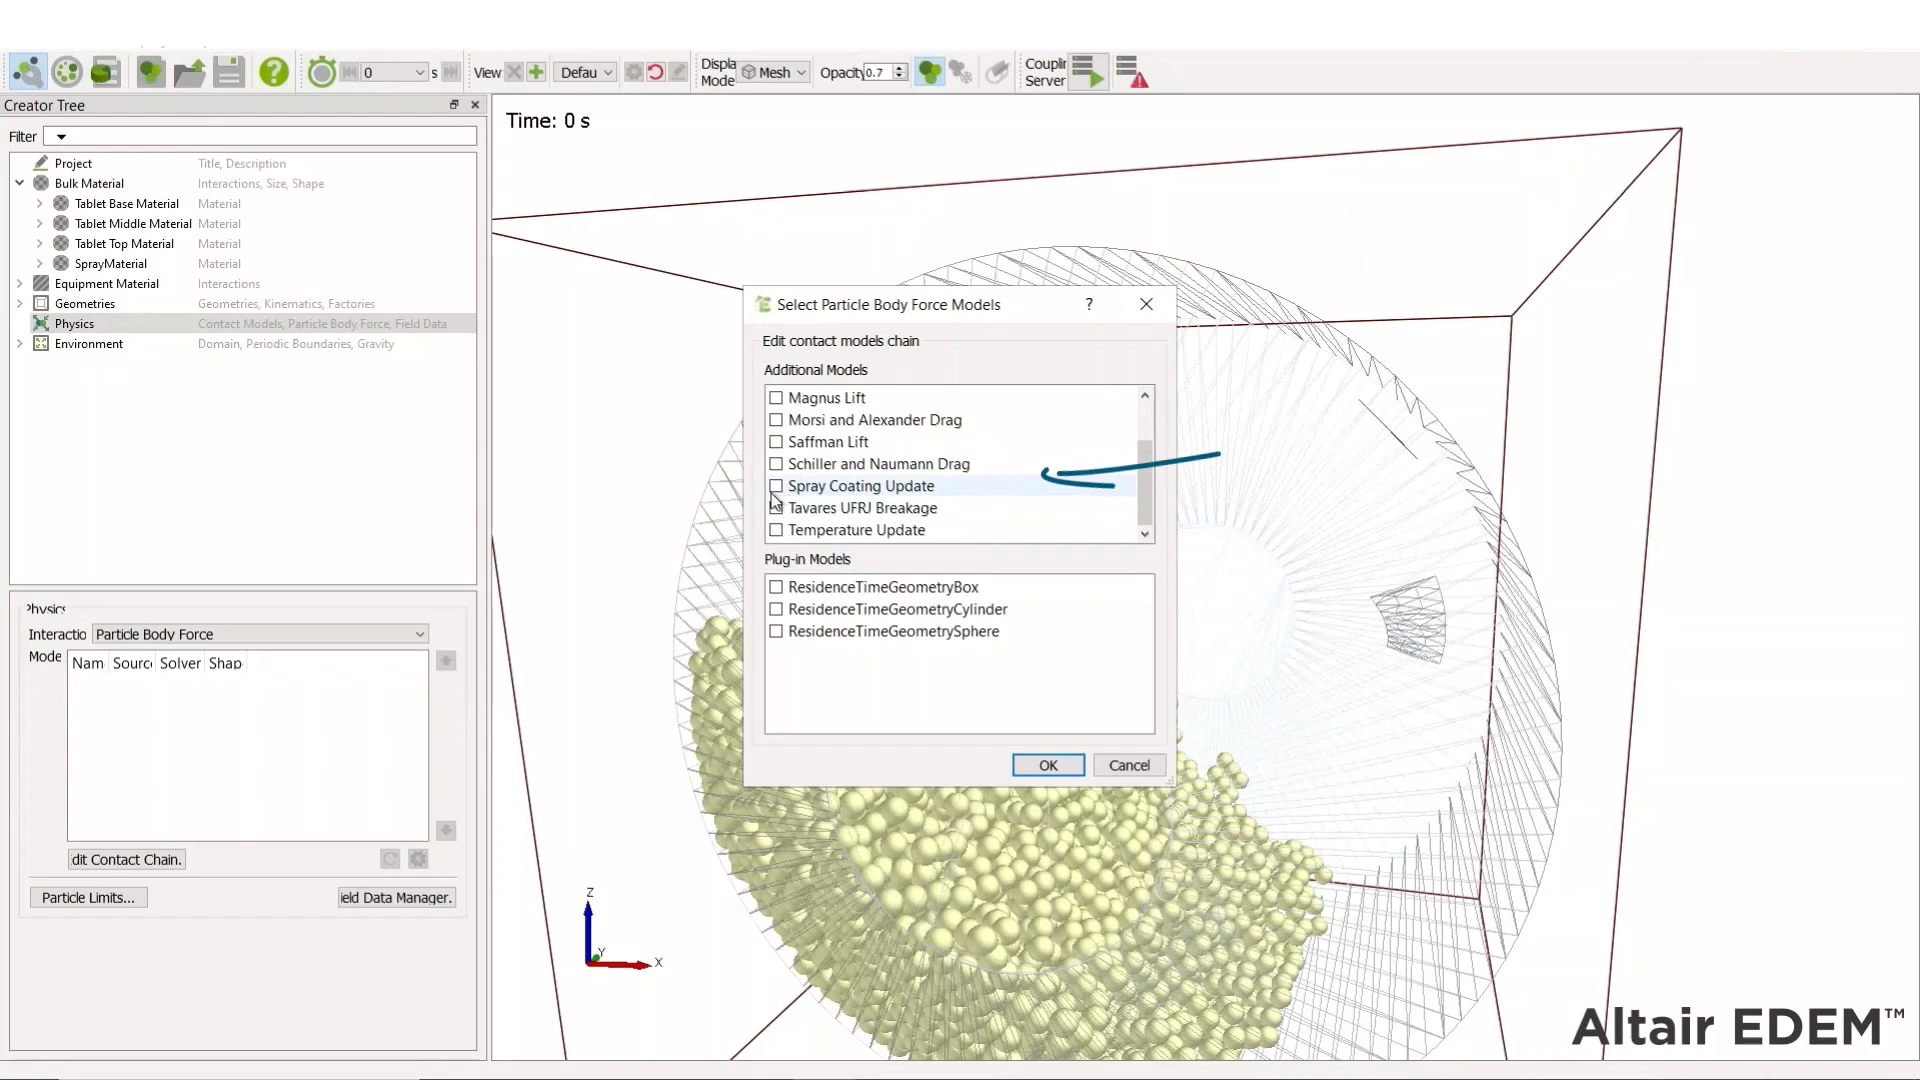 0 s View Defau Displa Mode Mesh Opacity 0.7 Couplin Server
Creator Tree
Filter
Project Title, Description
Bulk Material Interactions, Size, Shape
Tablet Base Material Material
Tablet Middle Material Material
Tablet Top Material Material
SprayMaterial Material
Equipment Material Interactions
Geometries Geometries, Kinematics, Factories
Physics Contact Models, Particle Body Force, Field Data
Environment Domain, Periodic Boundaries, Gravity
Physics
Interactio Particle Body Force
Mode Nam Sourc Solver Shap
dit Contact Chain.
Particle Limits... ield Data Manager.
Time: 0 s
Select Particle Body Force Models ?
Edit contact models chain
Additional Models
Magnus Lift
Morsi and Alexander Drag
Saffman Lift
Schiller and Naumann Drag
Spray Coating Update
Tavares UFRJ Breakage
Temperature Update
Plug-in Models
ResidenceTimeGeometryBox
ResidenceTimeGeometryCylinder
ResidenceTimeGeometrySphere
OK Cancel
Z
Y
X
Altair EDEM™